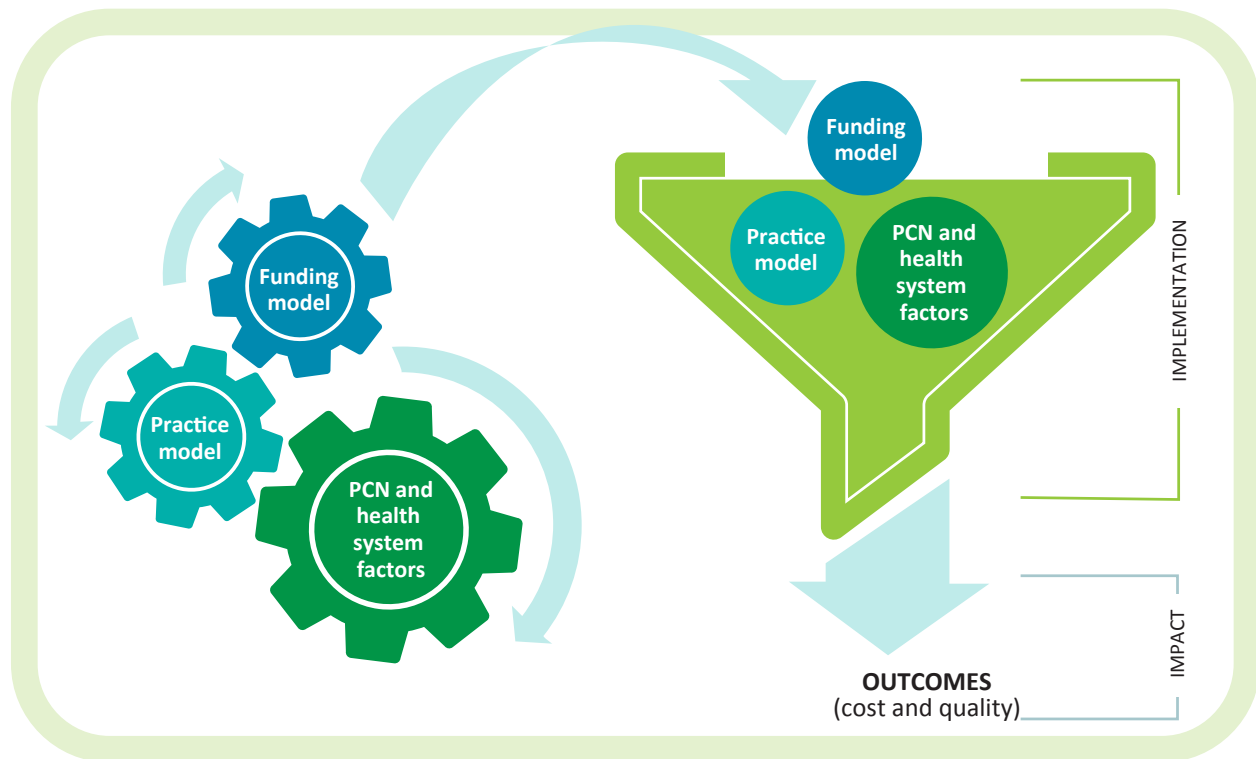 Funding
model
Practice
model
PCN and
health
system
factors
Funding
model
Practice
model
PCN and
health
system
factors
IMPLEMENTATION
IMPACT
OUTCOMES
(cost and quality)